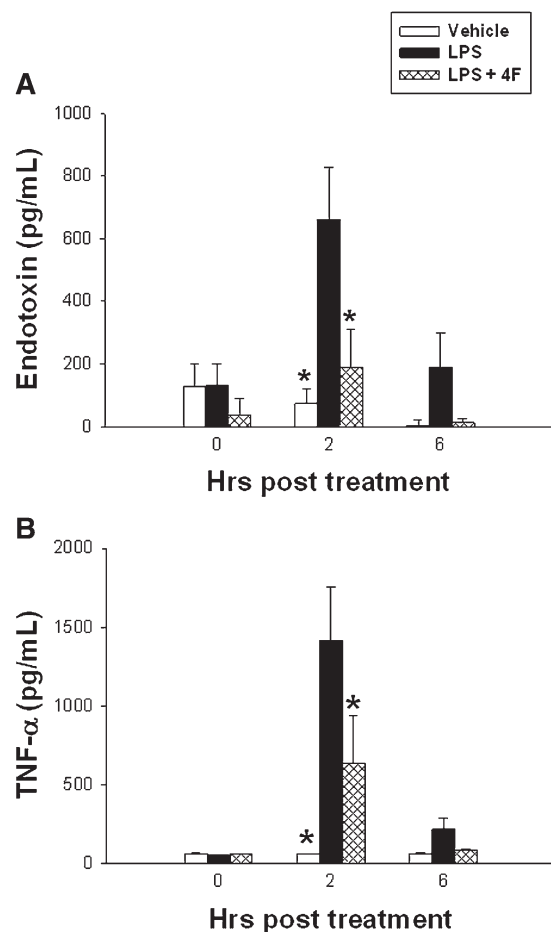 Vehicle
LPS
LPS + 4F
A
1000
800
600
400
200
0
Endotoxin (pg/mL)
*
*
0 2 6
Hrs post treatment
B
2000
1500
1000
500
0
TNF-α (pg/mL)
*
*
0 2 6
Hrs post treatment